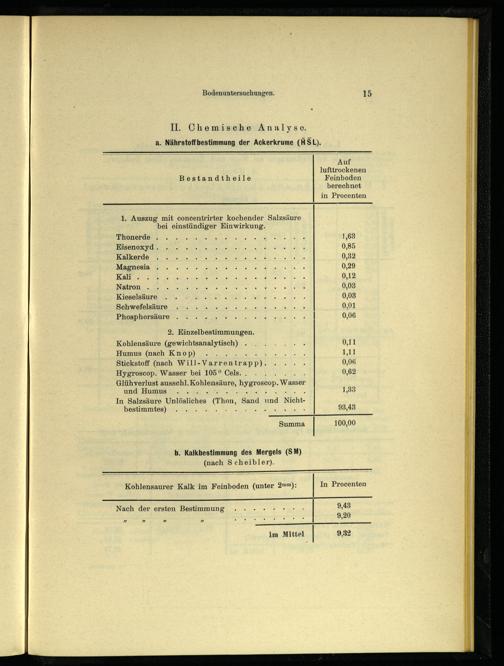 Bodenuntersuchungen. 15
II. Chemische Analyse.
a. Nährstoffbestimmung der Ackerkrume (H̆S̆L).
Bestandtheile
Auf
lufttrockenen
Feinboden
berechnet
in Procenten
1. Auszug mit concentrirter kochender Salzsäure
bei einstündiger Einwirkung.
Thonerde . . . . . . . . . . . . . . . 1,63
Eisenoxyd . . . . . . . . . . . . . . . 0,85
Kalkerde . . . . . . . . . . . . . . . 0,32
Magnesia . . . . . . . . . . . . . . . 0,29
Kali . . . . . . . . . . . . . . . . . 0,12
Natron . . . . . . . . . . . . . . . . 0,03
Kieselsäure . . . . . . . . . . . . . . 0,03
Schwefelsäure . . . . . . . . . . . . . 0,01
Phosphorsäure . . . . . . . . . . . . . 0,06
2. Einzelbestimmungen.
Kohlensäure (gewichtsanalytisch) . . . . . . . 0,11
Humus (nach Knop) . . . . . . . . . . 1,11
Stickstoff (nach Will-Varrentrapp) . . . . . 0,06
Hygroscop. Wasser bei 105° Cels. . . . . . . . 0,62
Glühverlust ausschl. Kohlensäure, hygroscop. Wasser
und Humus . . . . . . . . . . . . . 1,33
In Salzsäure Unlösliches (Thon, Sand und Nicht-
bestimmtes) . . . . . . . . . . . . . 93,43
Summa 100,00
b. Kalkbestimmung des Mergels (SM)
(nach Scheibler).
Kohlensaurer Kalk im Feinboden (unter 2mm): In Procenten
Nach der ersten Bestimmung . . . . . . . . 9,43
„ „ „ „ . . . . . . . . 9,20
im Mittel 9,32